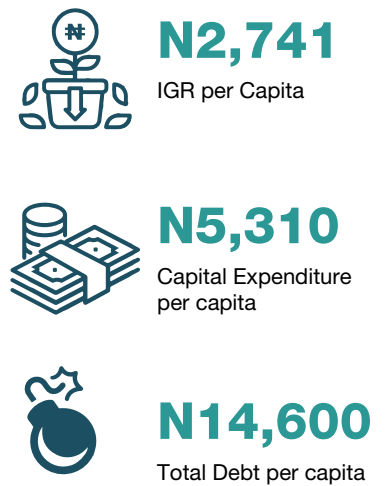 ₦
N2,741
IGR per Capita
N5,310
Capital Expenditure
per capita
N14,600
Total Debt per capita